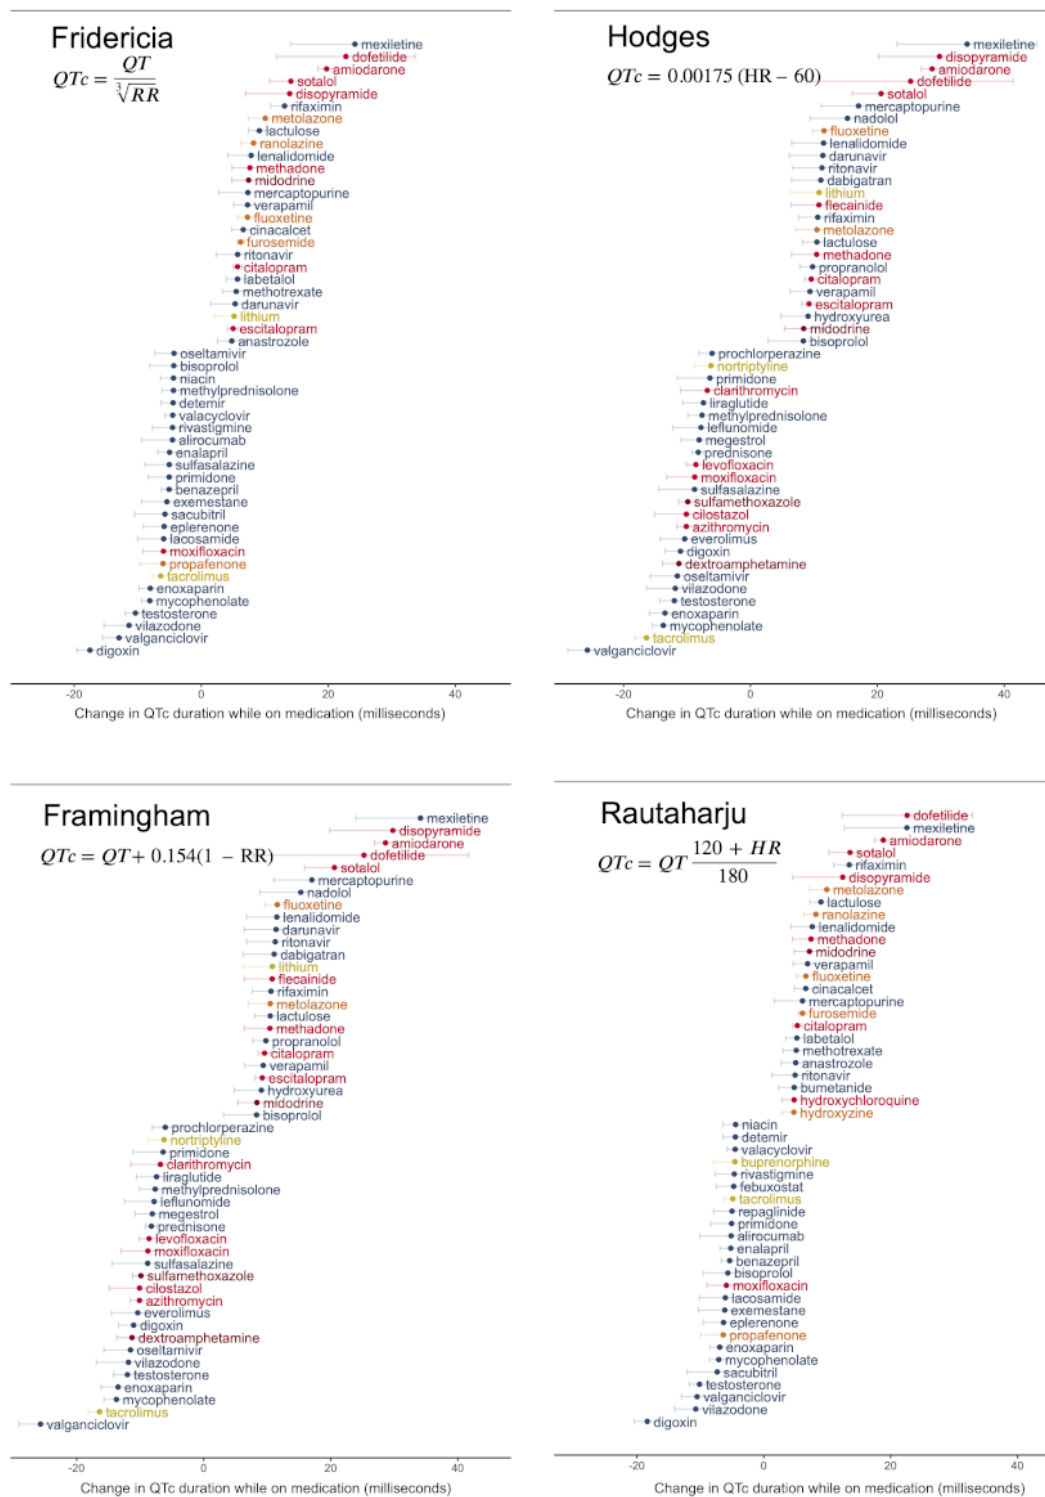 Fridericia
QTc = QT / ∛RR
mexiletine
dofetilide
amiodarone
sotalol
disopyramide
rifaximin
metolazone
lactulose
ranolazine
lenalidomide
methadone
midodrine
mercaptopurine
verapamil
fluoxetine
cinacalcet
furosemide
ritonavir
citalopram
labetalol
methotrexate
darunavir
lithium
escitalopram
anastrozole
oseltamivir
bisoprolol
niacin
methylprednisolone
detemir
valacyclovir
rivastigmine
alirocumab
enalapril
sulfasalazine
primidone
benazepril
exemestane
sacubitril
eplerenone
lacosamide
moxifloxacin
propafenone
tacrolimus
enoxaparin
mycophenolate
testosterone
vilazodone
valganciclovir
digoxin
-20 0 20 40
Change in QTc duration while on medication (milliseconds)
Hodges
QTc = 0.00175 (HR – 60)
mexiletine
disopyramide
amiodarone
dofetilide
sotalol
mercaptopurine
nadolol
fluoxetine
lenalidomide
darunavir
ritonavir
dabigatran
lithium
flecainide
rifaximin
metolazone
lactulose
methadone
propranolol
citalopram
verapamil
escitalopram
hydroxyurea
midodrine
bisoprolol
prochlorperazine
nortriptyline
primidone
clarithromycin
liraglutide
methylprednisolone
leflunomide
megestrol
prednisone
levofloxacin
moxifloxacin
sulfasalazine
sulfamethoxazole
cilostazol
azithromycin
everolimus
digoxin
dextroamphetamine
oseltamivir
vilazodone
testosterone
enoxaparin
mycophenolate
tacrolimus
valganciclovir
-20 0 20 40
Change in QTc duration while on medication (milliseconds)
Framingham
QTc = QT + 0.154(1 – RR)
mexiletine
disopyramide
amiodarone
dofetilide
sotalol
mercaptopurine
nadolol
fluoxetine
lenalidomide
darunavir
ritonavir
dabigatran
lithium
flecainide
rifaximin
metolazone
lactulose
methadone
propranolol
citalopram
verapamil
escitalopram
hydroxyurea
midodrine
bisoprolol
prochlorperazine
nortriptyline
primidone
clarithromycin
liraglutide
methylprednisolone
leflunomide
megestrol
prednisone
levofloxacin
moxifloxacin
sulfasalazine
sulfamethoxazole
cilostazol
azithromycin
everolimus
digoxin
dextroamphetamine
oseltamivir
vilazodone
testosterone
enoxaparin
mycophenolate
tacrolimus
valganciclovir
-20 0 20 40
Change in QTc duration while on medication (milliseconds)
Rautaharju
QTc = QT (120 + HR) / 180
dofetilide
mexiletine
amiodarone
sotalol
rifaximin
disopyramide
metolazone
lactulose
ranolazine
lenalidomide
methadone
midodrine
verapamil
fluoxetine
cinacalcet
mercaptopurine
furosemide
citalopram
labetalol
methotrexate
anastrozole
ritonavir
bumetanide
hydroxychloroquine
hydroxyzine
niacin
detemir
valacyclovir
buprenorphine
rivastigmine
febuxostat
tacrolimus
repaglinide
primidone
alirocumab
enalapril
benazepril
bisoprolol
moxifloxacin
lacosamide
exemestane
eplerenone
propafenone
enoxaparin
mycophenolate
sacubitril
testosterone
valganciclovir
vilazodone
digoxin
-20 0 20 40
Change in QTc duration while on medication (milliseconds)